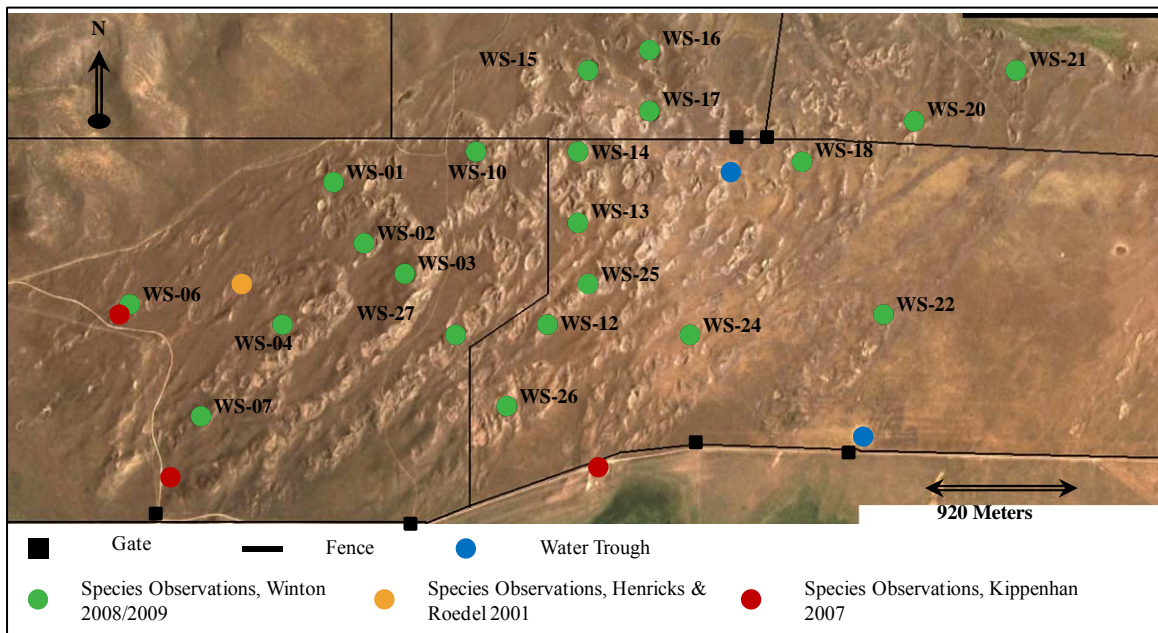 N
WS-16
WS-15
WS-21
WS-17
WS-20
WS-14
WS-18
WS-10
WS-01
WS-13
WS-02
WS-03
WS-25
WS-06
WS-27
WS-22
WS-12
WS-24
WS-04
WS-26
WS-07
920 Meters
Gate
Fence
Water Trough
Species Observations, Winton
2008/2009
Species Observations, Henricks &
Roedel 2001
Species Observations, Kippenhan
2007